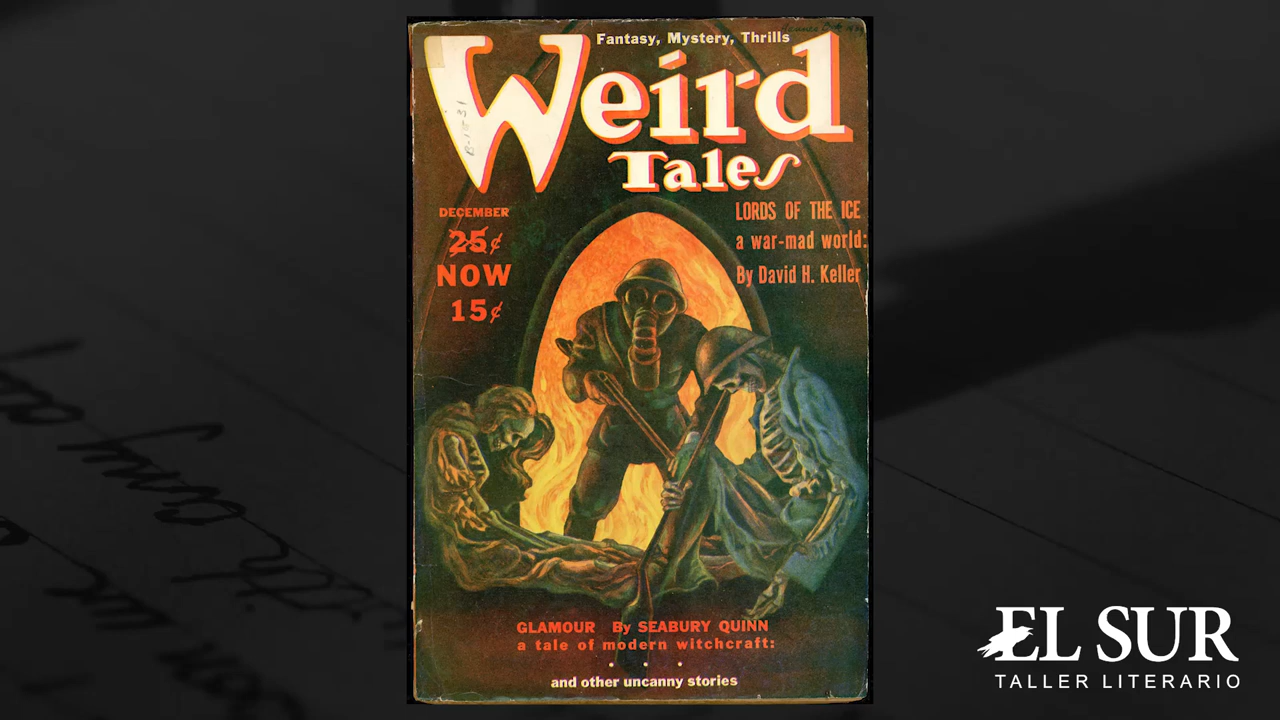 Fantasy, Mystery, Thrills
Weird
Tales
DECEMBER
25¢
NOW
15¢
LORDS OF THE ICE
a war-mad world:
By David H. Keller
GLAMOUR By SEABURY QUINN
a tale of modern witchcraft:
. . .
and other uncanny stories
EL SUR
TALLER LITERARIO